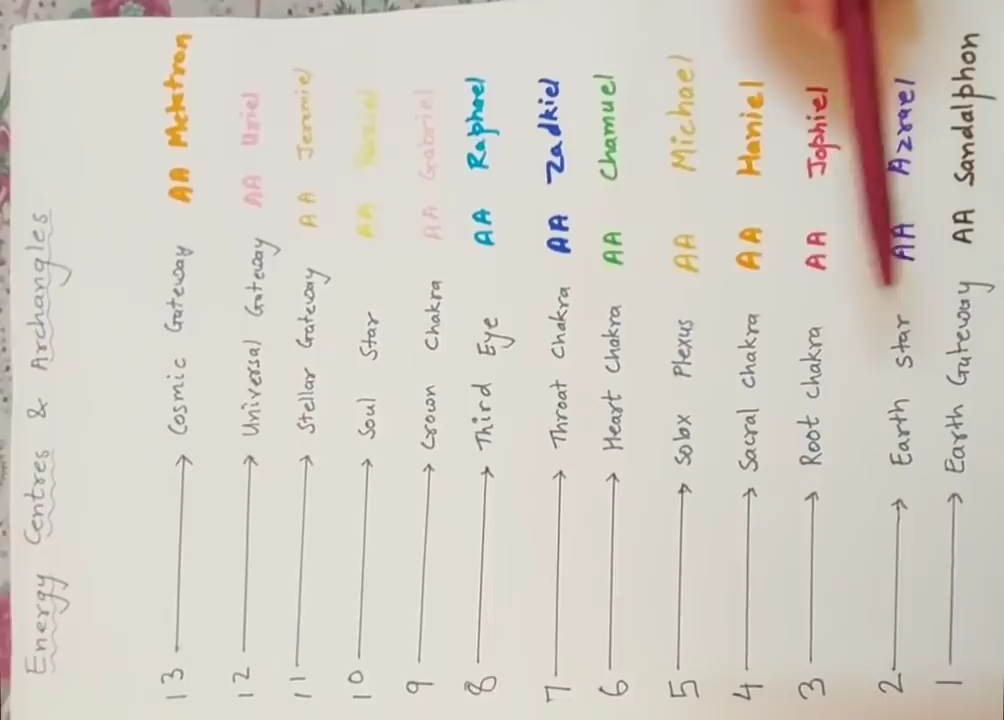 Energy Centres & Archangles
13 → Cosmic Gateway AA Metatron
12 → Universal Gateway AA Uriel
11 → Stellar Gateway AA Jeremiel
10 → Soul Star AA
9 → Crown Chakra AA Gabriel
8 → Third Eye AA Raphael
7 → Throat Chakra AA Zadkiel
6 → Heart Chakra AA Chamuel
5 → Solar Plexus AA Michael
4 → Sacral chakra AA Haniel
3 → Root chakra AA Jophiel
2 → Earth star AA Azrael
1 → Earth Gateway AA Sandalphon